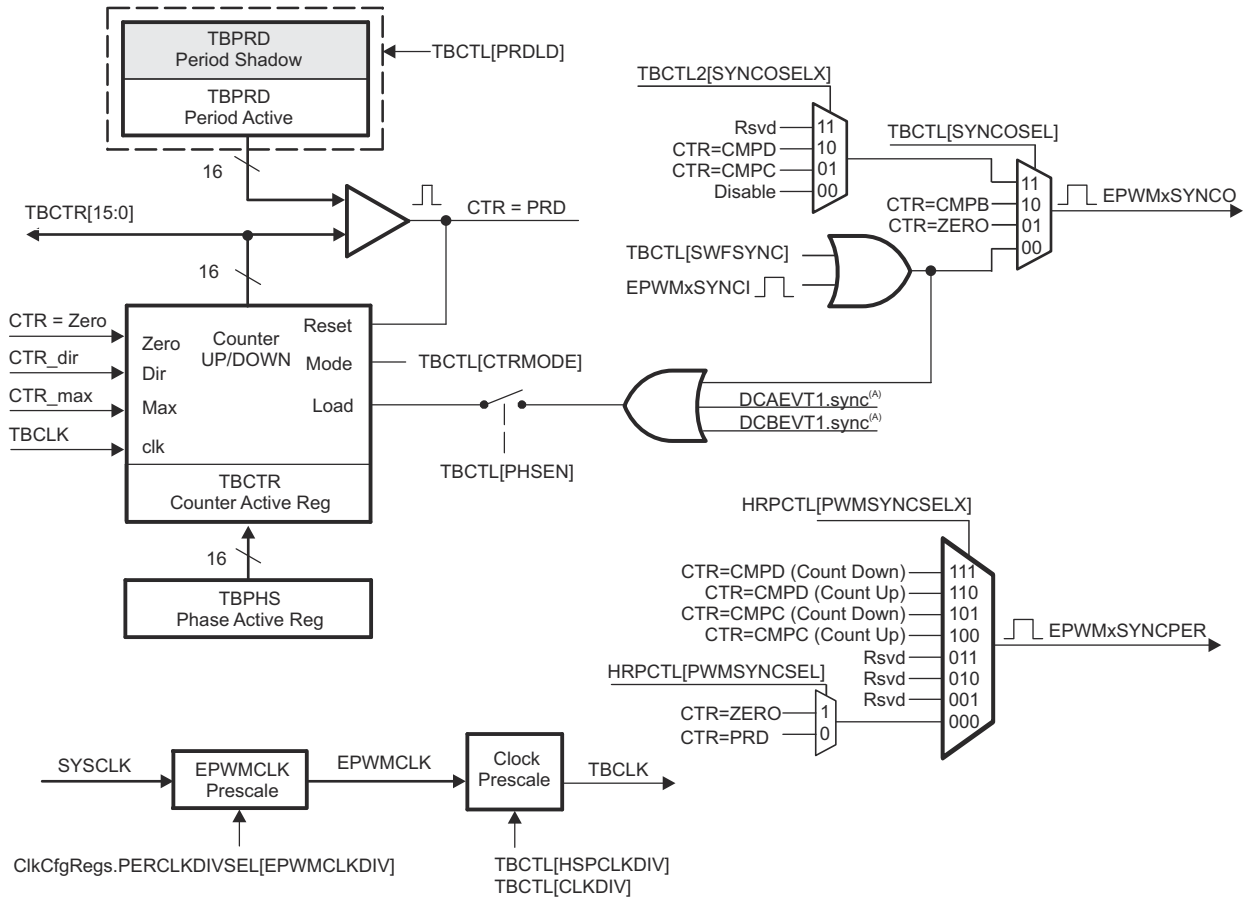 TBPRD
Period Shadow
TBPRD
Period Active
TBCTL[PRDLD]
16
TBCTR[15:0]
CTR = PRD
16
CTR = Zero
CTR_dir
CTR_max
TBCLK
Zero
Dir
Max
clk
Counter
UP/DOWN
Reset
Mode
Load
TBCTR
Counter Active Reg
16
TBPHS
Phase Active Reg
TBCTL[CTRMODE]
TBCTL[PHSEN]
TBCTL2[SYNCOSELX]
Rsvd 11
CTR=CMPD 10
CTR=CMPC 01
Disable 00
TBCTL[SYNCOSEL]
11
CTR=CMPB 10
CTR=ZERO 01
00
EPWMxSYNCO
TBCTL[SWFSYNC]
EPWMxSYNCI
DCAEVT1.sync(A)
DCBEVT1.sync(A)
HRPCTL[PWMSYNCSELX]
CTR=CMPD (Count Down) 111
CTR=CMPD (Count Up) 110
CTR=CMPC (Count Down) 101
CTR=CMPC (Count Up) 100
Rsvd 011
Rsvd 010
Rsvd 001
000
EPWMxSYNCPER
HRPCTL[PWMSYNCSEL]
CTR=ZERO 1
CTR=PRD 0
SYSCLK
EPWMCLK
Prescale
EPWMCLK
Clock
Prescale
TBCLK
ClkCfgRegs.PERCLKDIVSEL[EPWMCLKDIV]
TBCTL[HSPCLKDIV]
TBCTL[CLKDIV]